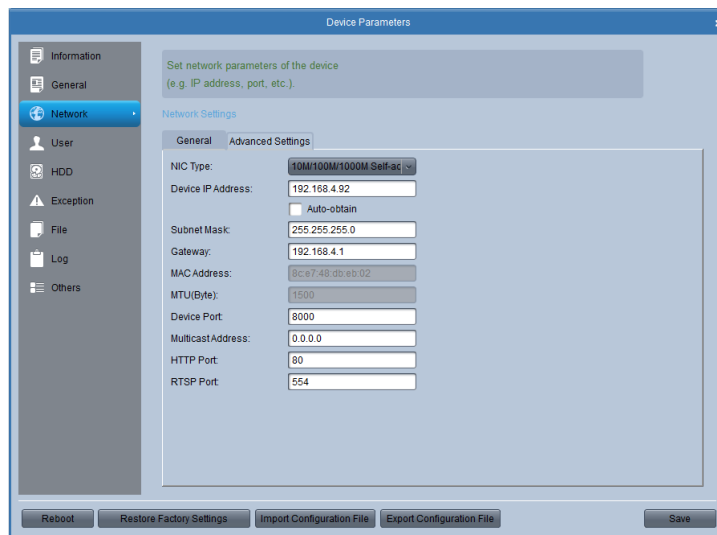 Device Parameters
Information
General
Network
User
HDD
Exception
File
Log
Others
Set network parameters of the device
(e.g. IP address, port, etc.).
Network Settings
General Advanced Settings
NIC Type: 10M/100M/1000M Self-ac
Device IP Address: 192.168.4.92
Auto-obtain
Subnet Mask: 255.255.255.0
Gateway: 192.168.4.1
MAC Address: 8c:e7:48:db:eb:02
MTU(Byte): 1500
Device Port: 8000
Multicast Address: 0.0.0.0
HTTP Port: 80
RTSP Port: 554
Reboot Restore Factory Settings Import Configuration File Export Configuration File Save